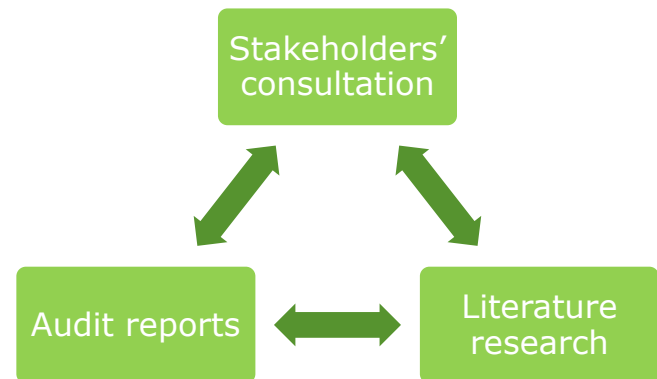 Stakeholders’
consultation
Audit reports
Literature
research